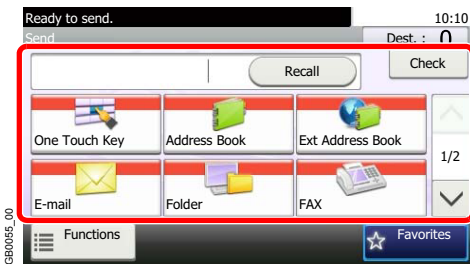 Ready to send.
10:10
Send
Dest. : 0
Recall
Check
One Touch Key
Address Book
Ext Address Book
1/2
E-mail
Folder
FAX
Functions
Favorites
GB0055_00